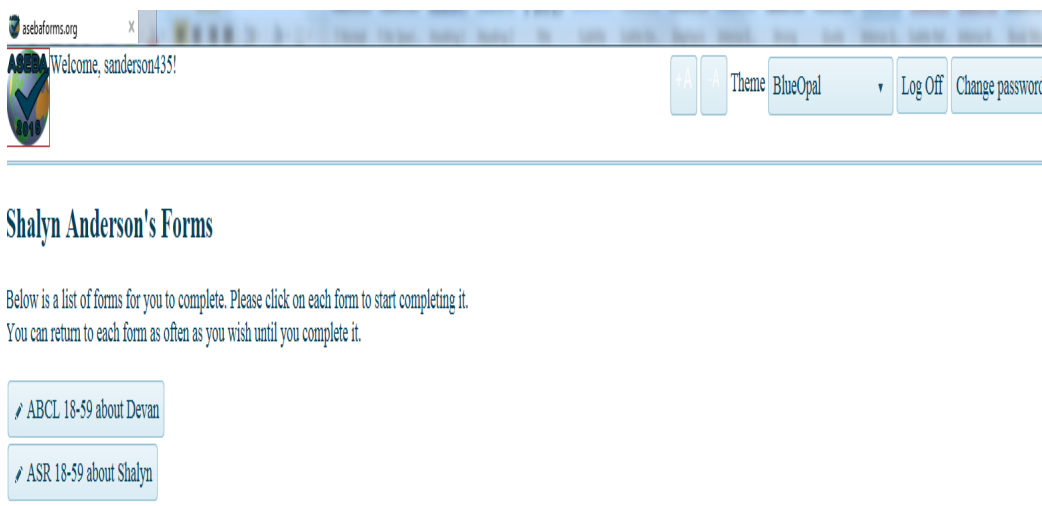 asebaforms.org X
ASEBA
2018
Welcome, sanderson435!
+A -A Theme BlueOpal ▼ Log Off Change password
Shalyn Anderson's Forms
Below is a list of forms for you to complete. Please click on each form to start completing it.
You can return to each form as often as you wish until you complete it.
ABCL 18-59 about Devan
ASR 18-59 about Shalyn